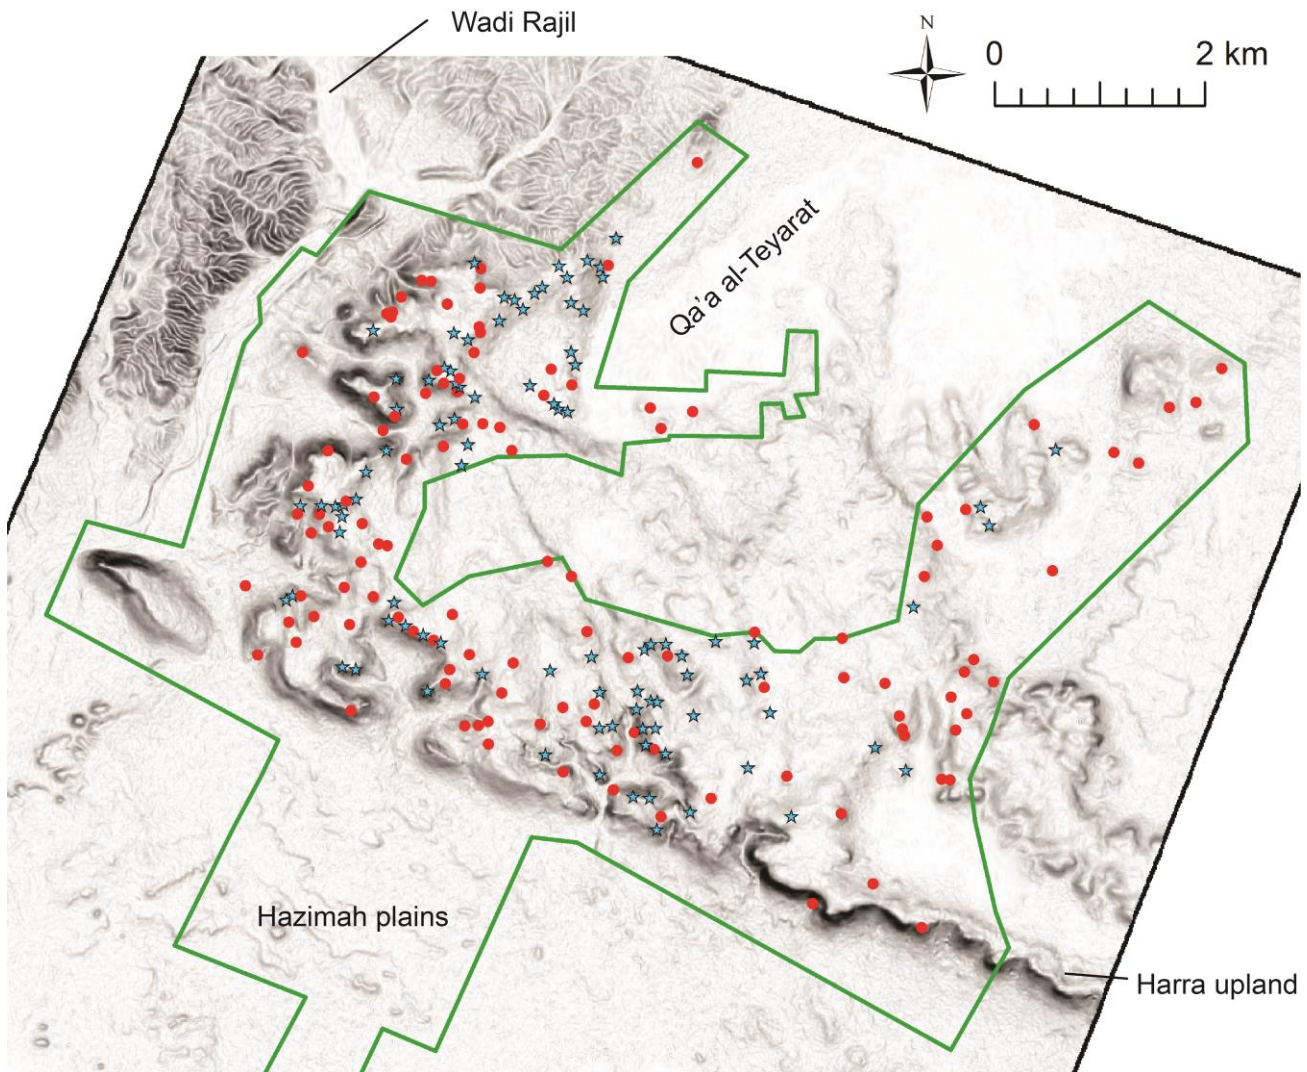 Wadi Rajil
N
0 2 km
Qa'a al-Teyarat
Hazimah plains
Harra upland